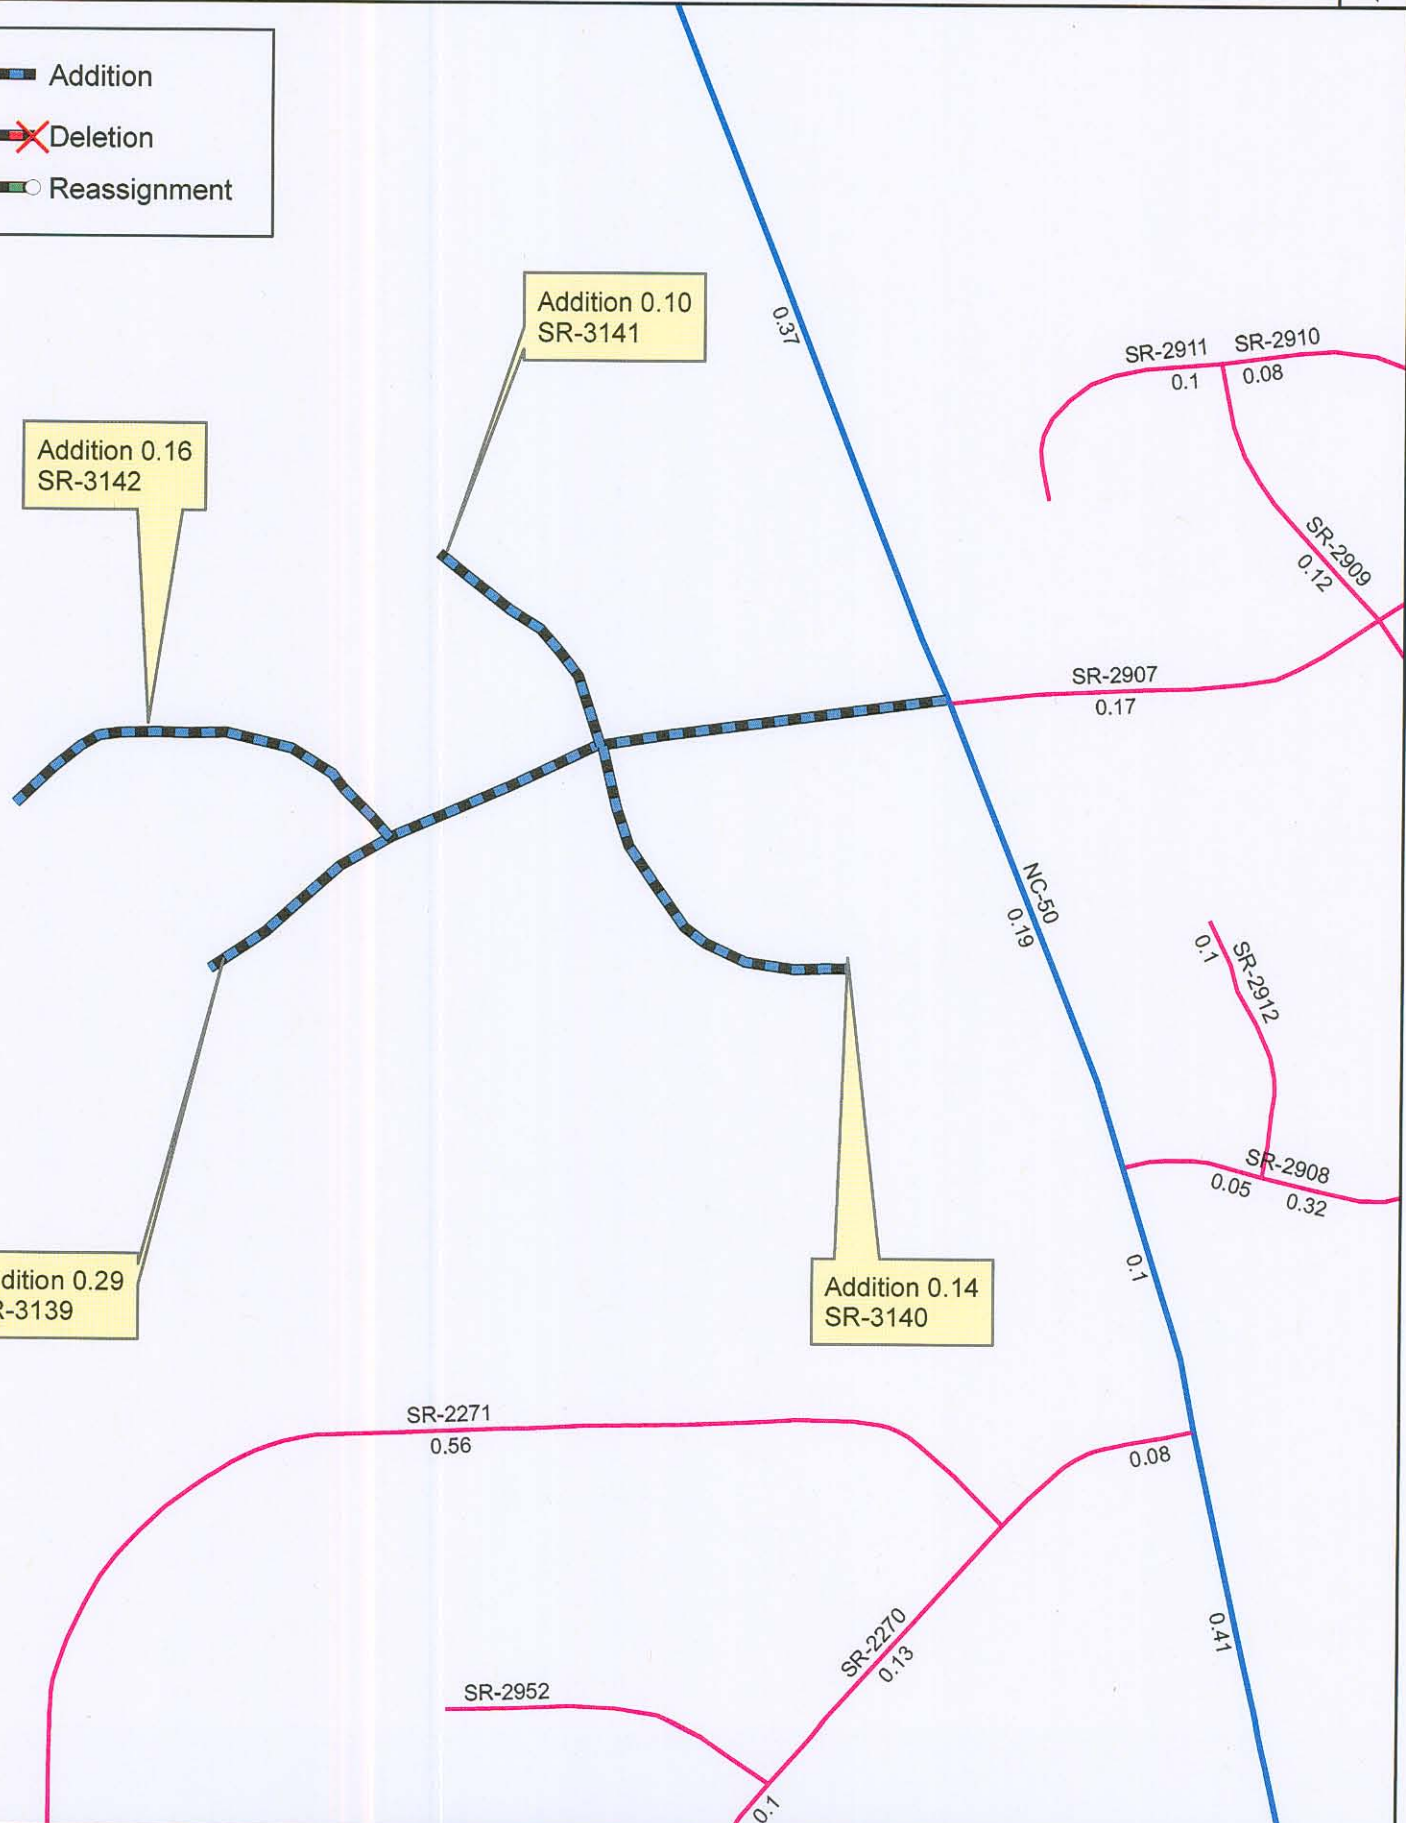 Addition
Deletion
Reassignment
Addition 0.10
SR-3141
0.37
SR-2911
SR-2910
0.1
0.08
Addition 0.16
SR-3142
SR-2909
0.12
SR-2907
0.17
NC-50
0.19
0.1
SR-2912
SR-2908
0.05
0.32
dition 0.29
-3139
Addition 0.14
SR-3140
0.1
SR-2271
0.56
0.08
SR-2270
0.13
0.41
SR-2952
0.1